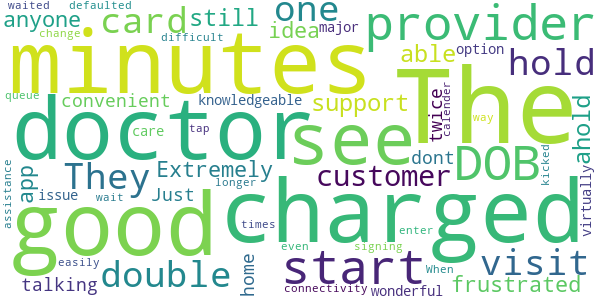 waited
defaulted
anyone
change
card
still
one
idea
major
difficult
provider
minutes
able
option
hold
queue
convenient
knowledgeable
support
twice
calender
The
ahold
doctor
care
tap
see
dont
DOB
way
kicked
virtually
assistance
app
They
issue
Extremely
Just
customer
longer
wait
good
times
charged
enter
visit
easily
even
signing
When
talking
double
home
start
connectivity
wonderful
frustrated